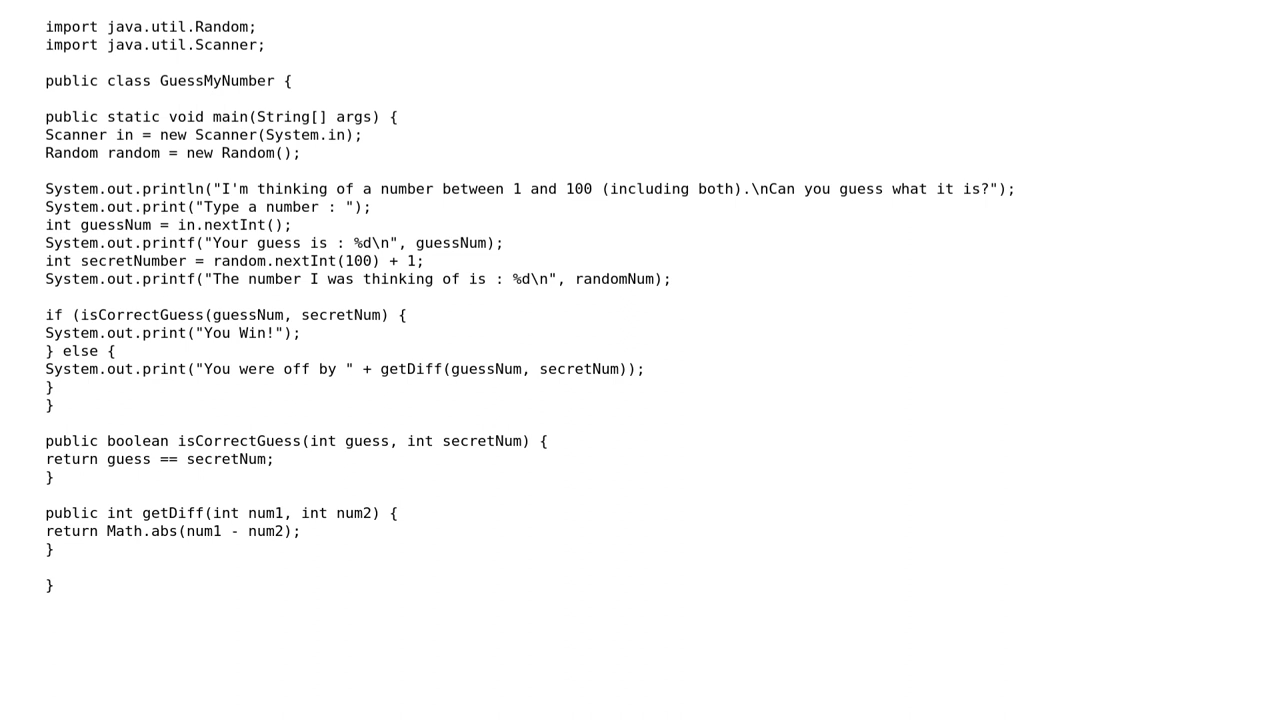 import java.util.Random;
import java.util.Scanner;
public class GuessMyNumber {
public static void main(String[] args) {
Scanner in = new Scanner(System.in);
Random random = new Random();
System.out.println("I'm thinking of a number between 1 and 100 (including both).\nCan you guess what it is?");
System.out.print("Type a number : ");
int guessNum = in.nextInt();
System.out.printf("Your guess is : %d\n", guessNum);
int secretNumber = random.nextInt(100) + 1;
System.out.printf("The number I was thinking of is : %d\n", randomNum);
if (isCorrectGuess(guessNum, secretNum) {
System.out.print("You Win!");
} else {
System.out.print("You were off by " + getDiff(guessNum, secretNum));
}
}
public boolean isCorrectGuess(int guess, int secretNum) {
return guess == secretNum;
}
public int getDiff(int num1, int num2) {
return Math.abs(num1 - num2);
}
}